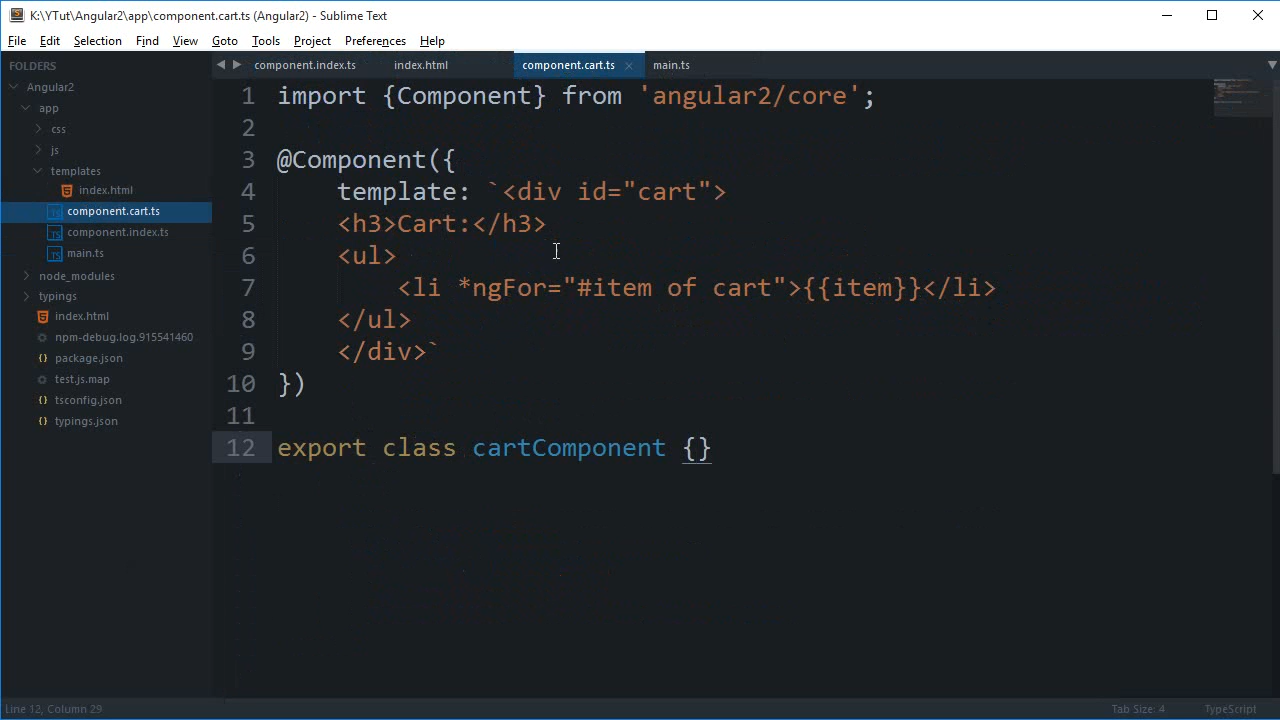 K:\YTut\Angular2\app\component.cart.ts (Angular2) - Sublime Text
File Edit Selection Find View Goto Tools Project Preferences Help
FOLDERS
Angular2
app
css
js
templates
index.html
component.cart.ts
component.index.ts
main.ts
node_modules
typings
index.html
npm-debug.log.915541460
package.json
test.js.map
tsconfig.json
typings.json
component.index.ts index.html component.cart.ts main.ts
1 import {Component} from 'angular2/core';
2
3 @Component({
4     template: `<div id="cart">
5     <h3>Cart:</h3>
6     <ul>
7         <li *ngFor="#item of cart">{{item}}</li>
8     </ul>
9     </div>`
10 })
11
12 export class cartComponent {}
Line 12, Column 29
Tab Size: 4 TypeScript